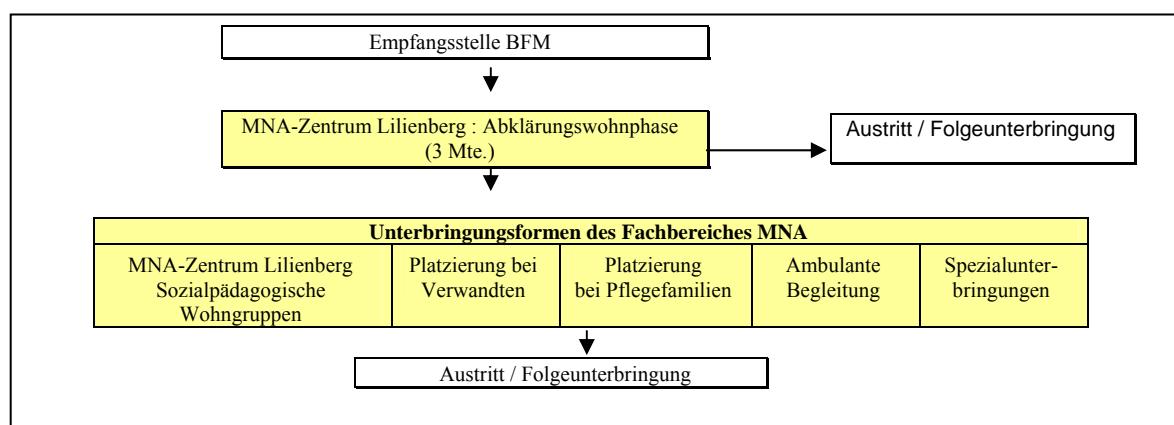 Empfangsstelle BFM
MNA-Zentrum Lilienberg : Abklärungswohnphase
(3 Mte.)
Austritt / Folgeunterbringung
Unterbringungsformen des Fachbereiches MNA
MNA-Zentrum Lilienberg
Sozialpädagogische
Wohngruppen
Platzierung bei
Verwandten
Platzierung
bei Pflegefamilien
Ambulante
Begleitung
Spezialunter-
bringungen
Austritt / Folgeunterbringung